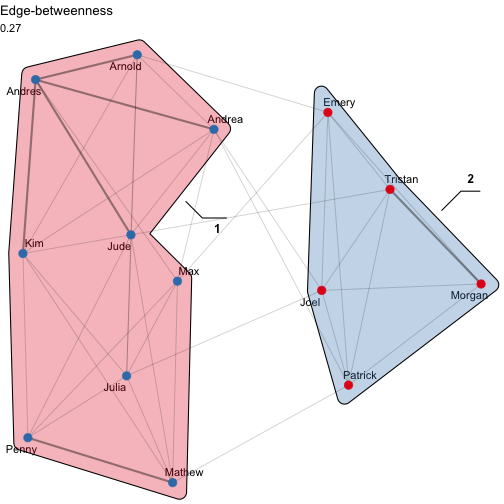 Edge-betweenness
0.27
Arnold
Andres
Emery
Andrea
Tristan
2
1
Kim
Jude
Max
Morgan
Joel
Patrick
Julia
Penny
Mathew